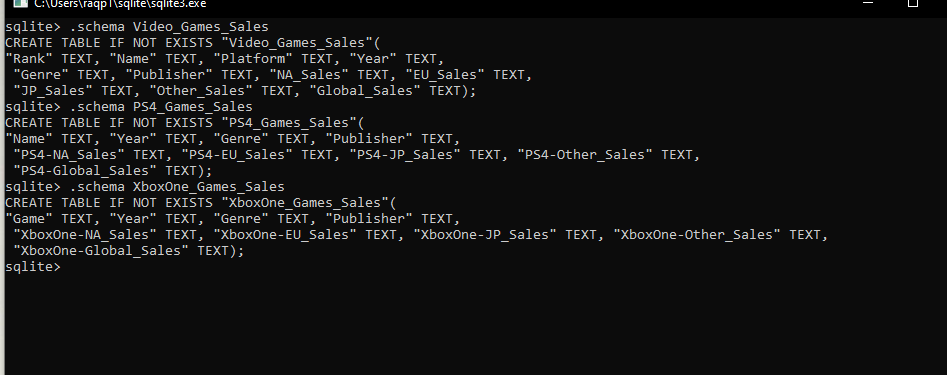 C:\Users\raqp1\sqlite\sqlite3.exe
sqlite> .schema Video_Games_Sales
CREATE TABLE IF NOT EXISTS "Video_Games_Sales"(
"Rank" TEXT, "Name" TEXT, "Platform" TEXT, "Year" TEXT,
 "Genre" TEXT, "Publisher" TEXT, "NA_Sales" TEXT, "EU_Sales" TEXT,
 "JP_Sales" TEXT, "Other_Sales" TEXT, "Global_Sales" TEXT);
sqlite> .schema PS4_Games_Sales
CREATE TABLE IF NOT EXISTS "PS4_Games_Sales"(
"Name" TEXT, "Year" TEXT, "Genre" TEXT, "Publisher" TEXT,
 "PS4-NA_Sales" TEXT, "PS4-EU_Sales" TEXT, "PS4-JP_Sales" TEXT, "PS4-Other_Sales" TEXT,
 "PS4-Global_Sales" TEXT);
sqlite> .schema XboxOne_Games_Sales
CREATE TABLE IF NOT EXISTS "XboxOne_Games_Sales"(
"Game" TEXT, "Year" TEXT, "Genre" TEXT, "Publisher" TEXT,
 "XboxOne-NA_Sales" TEXT, "XboxOne-EU_Sales" TEXT, "XboxOne-JP_Sales" TEXT, "XboxOne-Other_Sales" TEXT,
 "XboxOne-Global_Sales" TEXT);
sqlite>